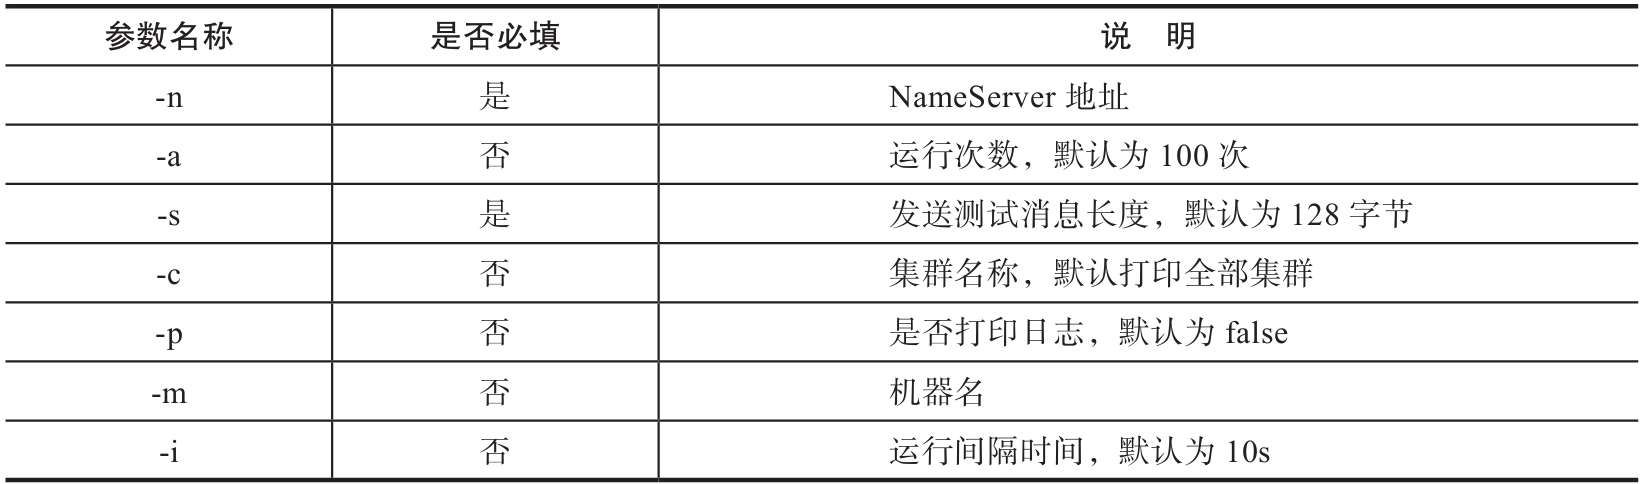 参数名称 是否必填 说 明
-n 是 NameServer 地址
-a 否 运行次数，默认为 100 次
-s 是 发送测试消息长度，默认为 128 字节
-c 否 集群名称，默认打印全部集群
-p 否 是否打印日志，默认为 false
-m 否 机器名
-i 否 运行间隔时间，默认为 10s